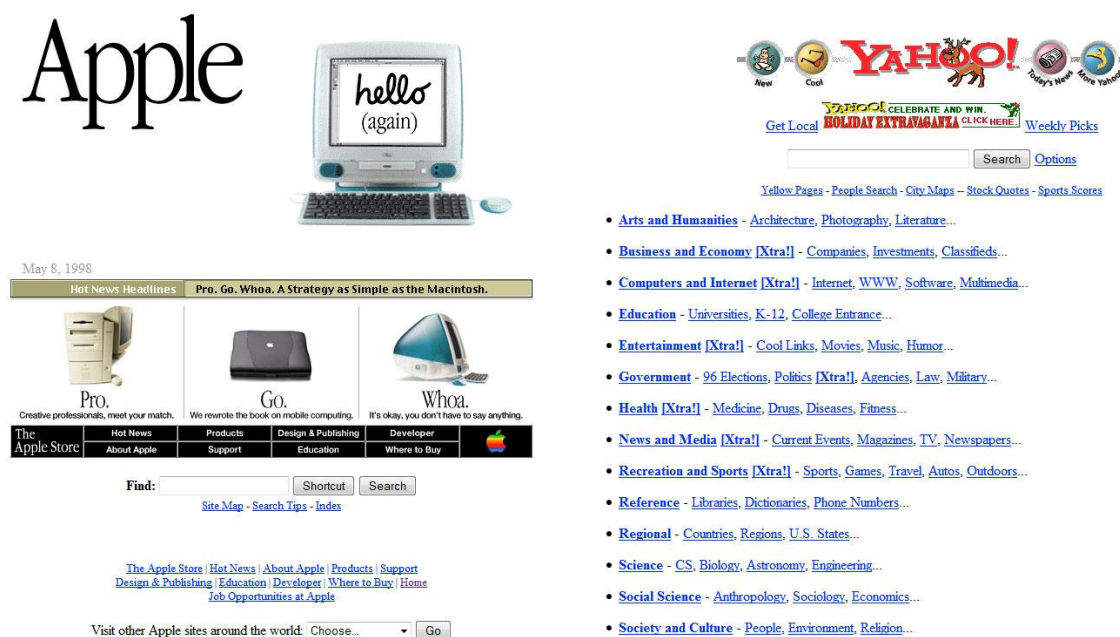 Apple
hello
(again)
May 8, 1998
Hot News Headlines Pro. Go. Whoa. A Strategy as Simple as the Macintosh.
Pro. Go. Whoa.
Creative professionals, meet your match. We rewrote the book on mobile computing. It's okay, you don't have to say anything.
The Apple Store
Hot News Products Design & Publishing Developer
About Apple Support Education Where to Buy
Find: Shortcut Search
Site Map - Search Tips - Index
The Apple Store | Hot News | About Apple | Products | Support
Design & Publishing | Education | Developer | Where to Buy | Home
Job Opportunities at Apple
Visit other Apple sites around the world: Choose... Go
YAHOO!
New Cool Today's News More Yahoo
Get Local YAHOO! CELEBRATE AND WIN. HOLIDAY EXTRAVAGANZA CLICK HERE. Weekly Picks
Search Options
Yellow Pages - People Search - City Maps -- Stock Quotes - Sports Scores
• Arts and Humanities - Architecture, Photography, Literature...
• Business and Economy [Xtra!] - Companies, Investments, Classifieds...
• Computers and Internet [Xtra!] - Internet, WWW, Software, Multimedia...
• Education - Universities, K-12, College Entrance...
• Entertainment [Xtra!] - Cool Links, Movies, Music, Humor...
• Government - 96 Elections, Politics [Xtra!], Agencies, Law, Military...
• Health [Xtra!] - Medicine, Drugs, Diseases, Fitness...
• News and Media [Xtra!] - Current Events, Magazines, TV, Newspapers...
• Recreation and Sports [Xtra!] - Sports, Games, Travel, Autos, Outdoors...
• Reference - Libraries, Dictionaries, Phone Numbers...
• Regional - Countries, Regions, U.S. States...
• Science - CS, Biology, Astronomy, Engineering...
• Social Science - Anthropology, Sociology, Economics...
• Society and Culture - People, Environment, Religion...